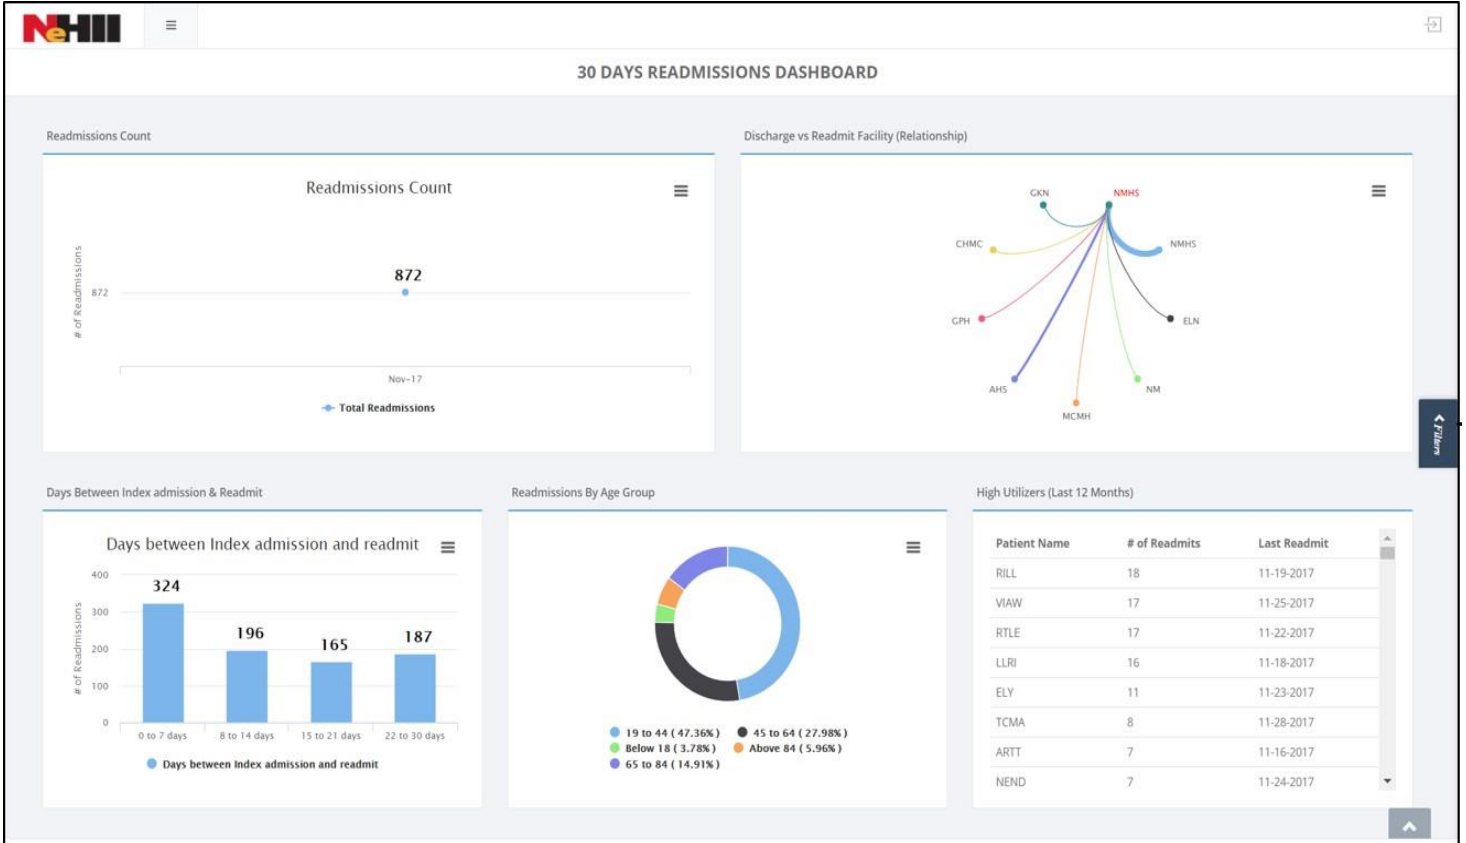 NeHII
30 DAYS READMISSIONS DASHBOARD
Readmissions Count
Readmissions Count
# of Readmissions
872
872
Nov-17
Total Readmissions
Discharge vs Readmit Facility (Relationship)
GKN
NMHS
CHMC
NMHS
GPH
ELN
AHS
NM
MCMH
Filters
Days Between Index admission & Readmit
Days between Index admission and readmit
# of Readmissions
400
300
200
100
0
324
196
165
187
0 to 7 days
8 to 14 days
15 to 21 days
22 to 30 days
Days between Index admission and readmit
Readmissions By Age Group
19 to 44 ( 47.36% ) 45 to 64 ( 27.98% )
Below 18 ( 3.78% ) Above 84 ( 5.96% )
65 to 84 ( 14.91% )
High Utilizers (Last 12 Months)
Patient Name # of Readmits Last Readmit
RILL 18 11-19-2017
VIAW 17 11-25-2017
RTLE 17 11-22-2017
LLRI 16 11-18-2017
ELY 11 11-23-2017
TCMA 8 11-28-2017
ARTT 7 11-16-2017
NEND 7 11-24-2017